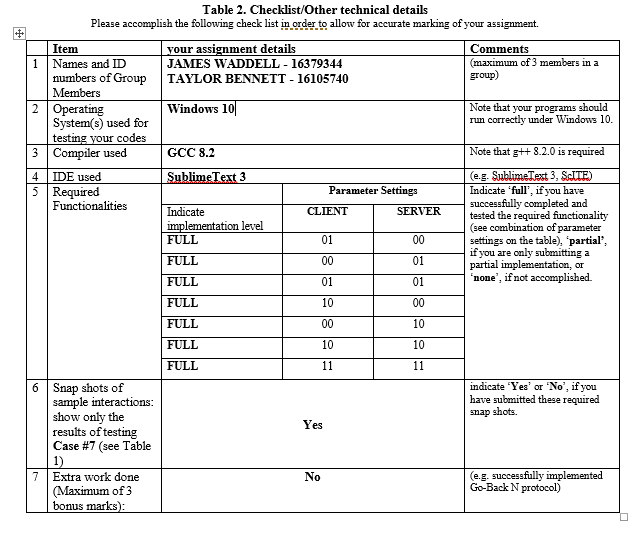 Table 2. Checklist/Other technical details
Please accomplish the following check list in order to allow for accurate marking of your assignment.
Item your assignment details Comments
1 Names and ID numbers of Group Members
JAMES WADDELL - 16379344
TAYLOR BENNETT - 16105740
(maximum of 3 members in a
group)
2 Operating
System(s) used for
testing your codes
Windows 10
Note that your programs should
run correctly under Windows 10.
3 Compiler used GCC 8.2 Note that g++ 8.2.0 is required
4 IDE used SublimeText 3 (e.g. SublimeText 3, ScITE)
5 Required
Functionalities
Parameter Settings
Indicate
implementation level
CLIENT SERVER
FULL 01 00
FULL 00 01
FULL 01 01
FULL 10 00
FULL 00 10
FULL 10 10
FULL 11 11
Indicate ‘full’, if you have
successfully completed and
tested the required functionality
(see combination of parameter
settings on the table), ‘partial’,
if you are only submitting a
partial implementation, or
‘none’, if not accomplished.
6 Snap shots of
sample interactions:
show only the
results of testing
Case #7 (see Table
1)
Yes
indicate ‘Yes’ or ‘No’, if you
have submitted these required
snap shots.
7 Extra work done
(Maximum of 3
bonus marks):
No
(e.g. successfully implemented
Go-Back N protocol)